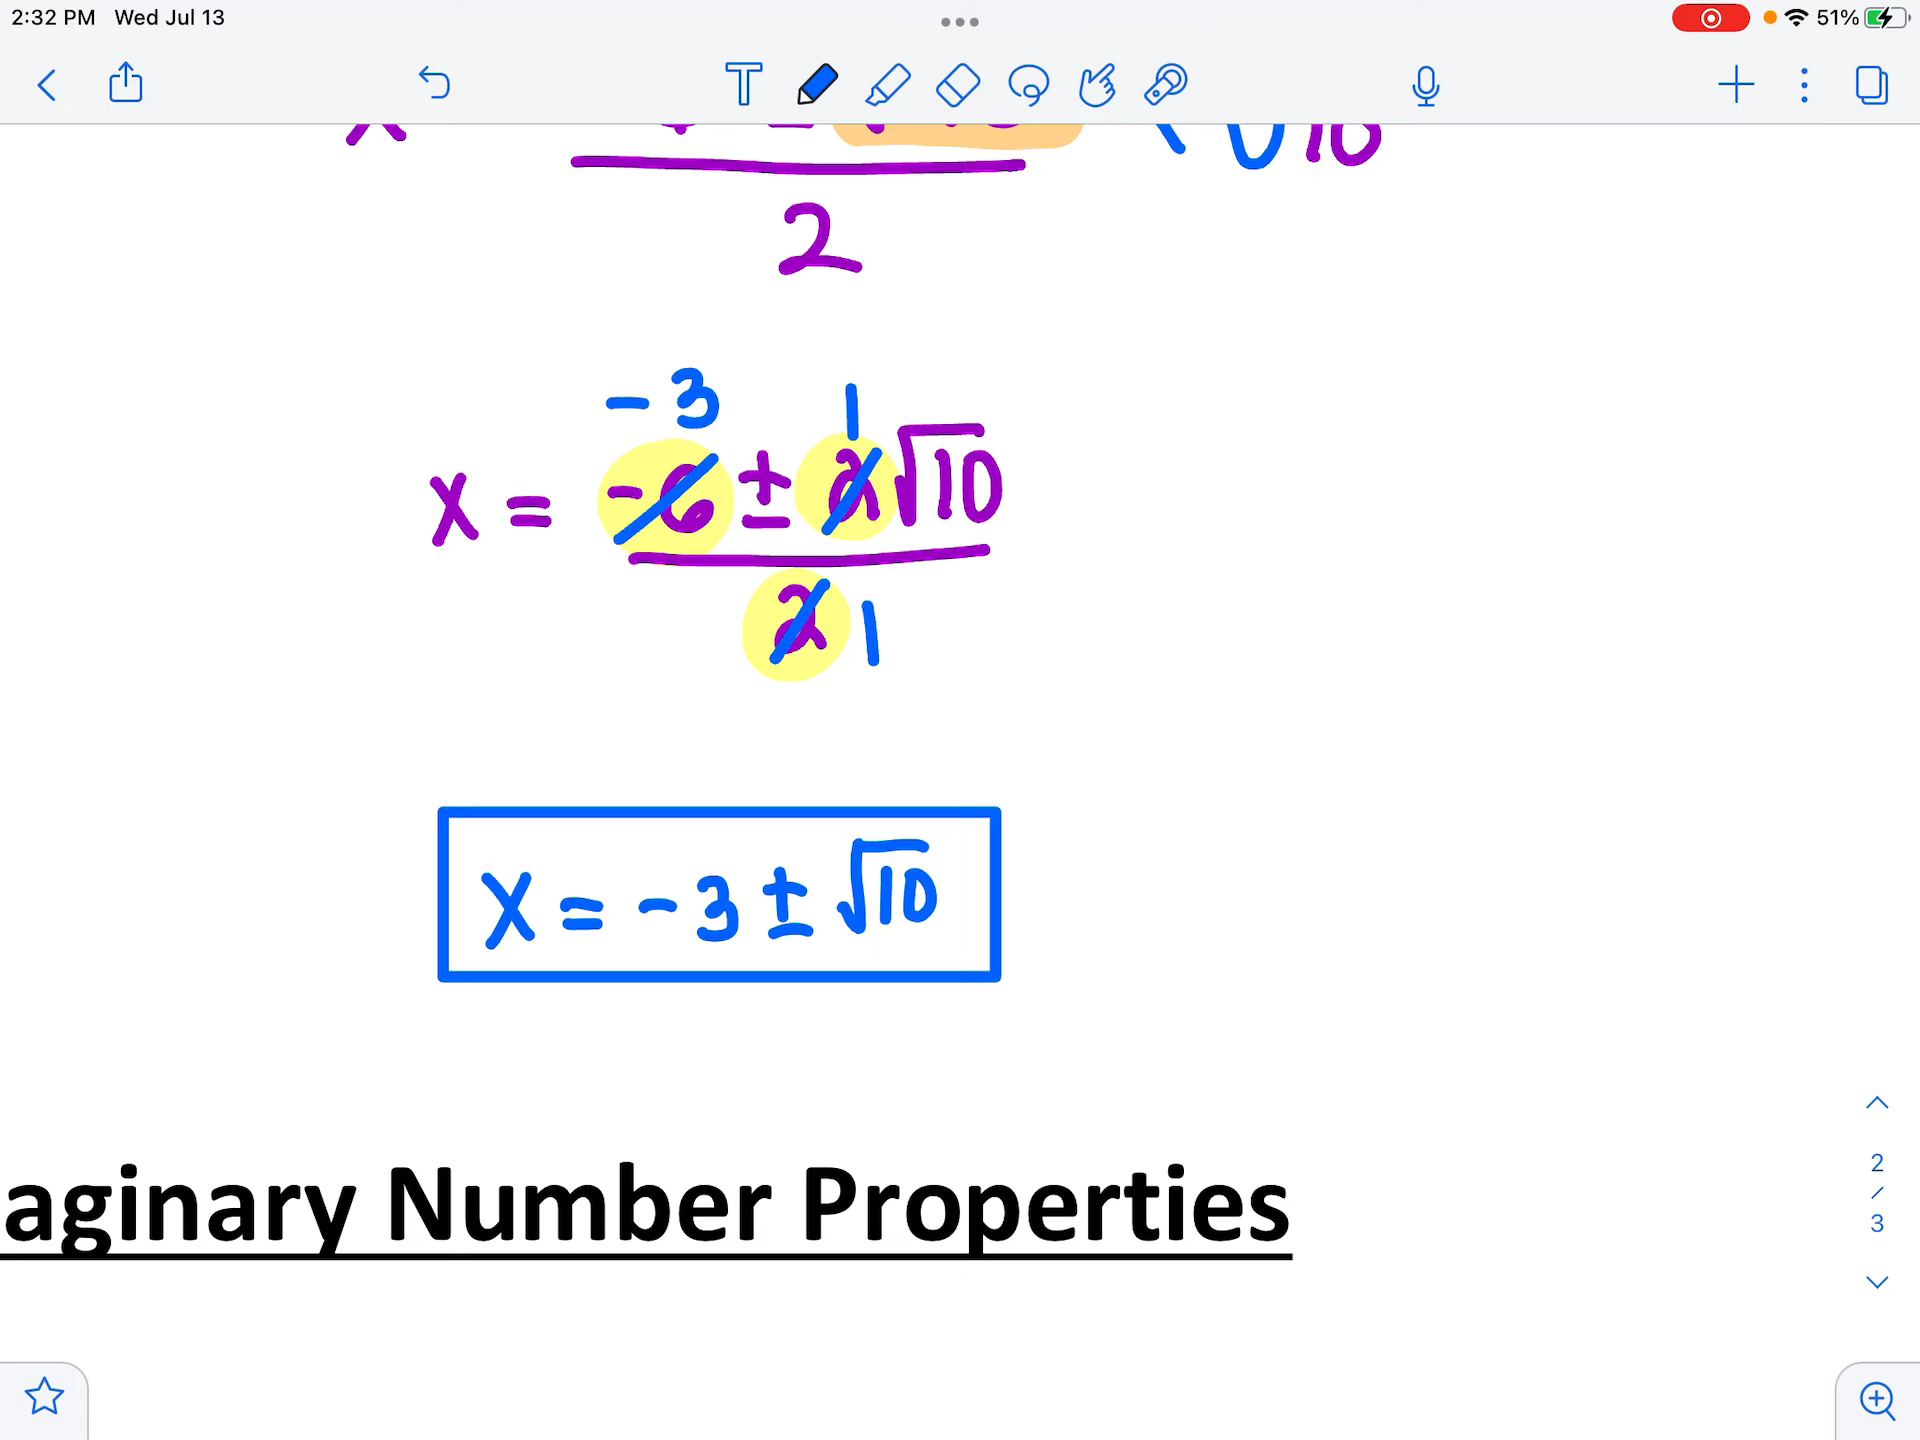 2:32 PM Wed Jul 13
51%
2
-3 1
x = -6 ± 2√10
2 1
x = -3 ± √10
aginary Number Properties
2
/
3